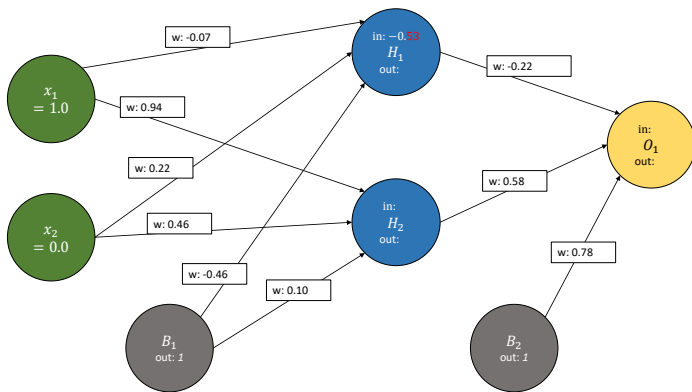 w: -0.07
in: −0.53
H₁
out:
x₁
= 1.0
w: -0.22
w: 0.94
in:
O₁
out:
w: 0.22
w: 0.58
x₂
= 0.0
w: 0.46
in:
H₂
out:
w: -0.46
w: 0.10
w: 0.78
B₁
out: 1
B₂
out: 1